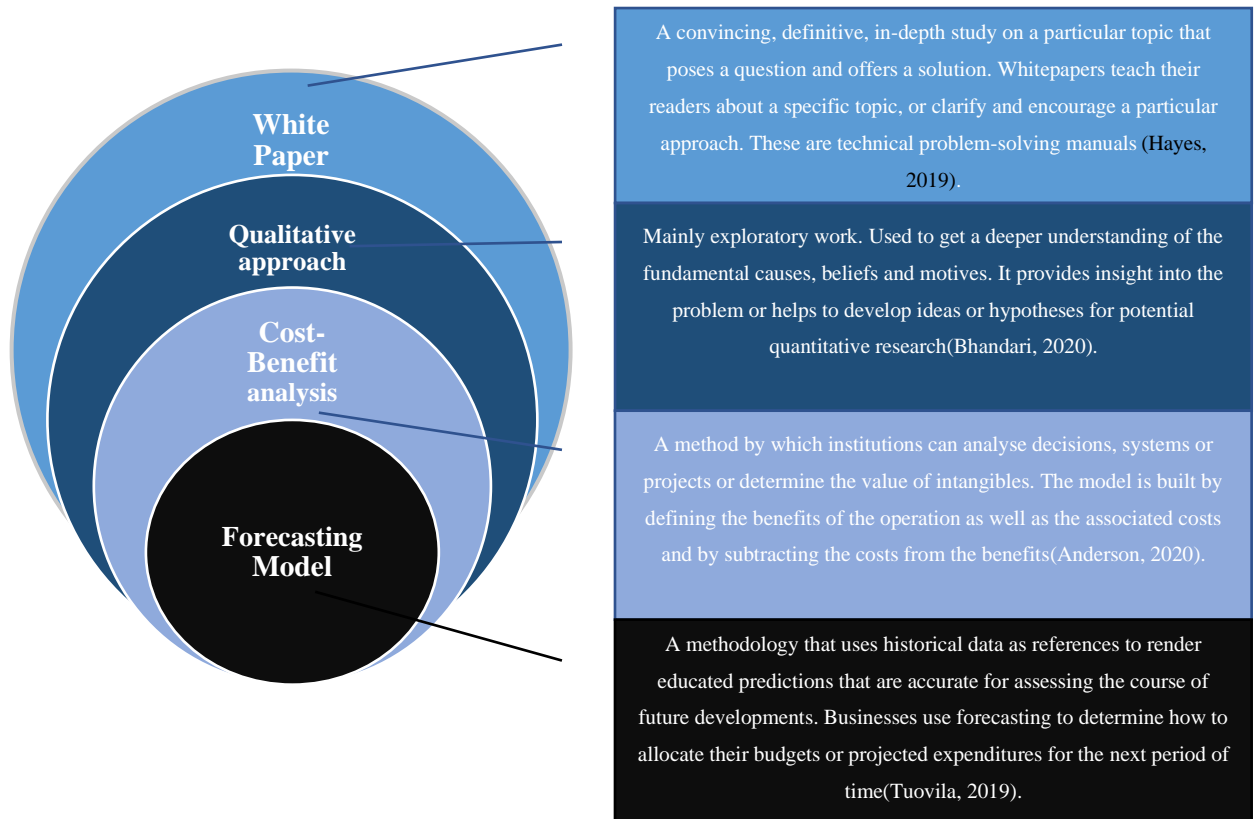 White
Paper
Qualitative
approach
Cost-
Benefit
analysis
Forecasting
Model
A convincing, definitive, in-depth study on a particular topic that
poses a question and offers a solution. Whitepapers teach their
readers about a specific topic, or clarify and encourage a particular
approach. These are technical problem-solving manuals (Hayes,
2019).
Mainly exploratory work. Used to get a deeper understanding of the
fundamental causes, beliefs and motives. It provides insight into the
problem or helps to develop ideas or hypotheses for potential
quantitative research(Bhandari, 2020).
A method by which institutions can analyse decisions, systems or
projects or determine the value of intangibles. The model is built by
defining the benefits of the operation as well as the associated costs
and by subtracting the costs from the benefits(Anderson, 2020).
A methodology that uses historical data as references to render
educated predictions that are accurate for assessing the course of
future developments. Businesses use forecasting to determine how to
allocate their budgets or projected expenditures for the next period of
time(Tuovila, 2019).